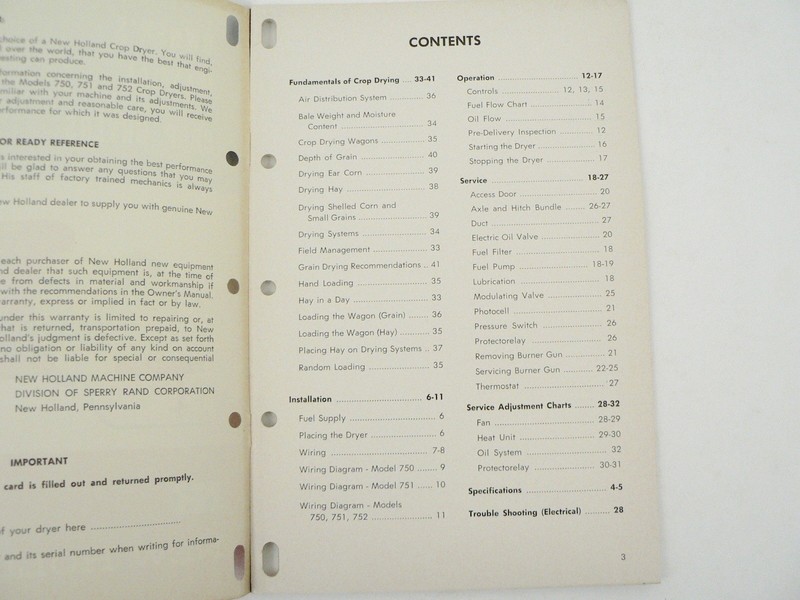 choice of a New Holland Crop Dryer. You will find,
over the world, that you have the best that engi-
esting can produce.
formation concerning the installation, adjustment,
the Models 750, 751 and 752 Crop Dryers. Please
miliar with your machine and its adjustments. We
adjustment and reasonable care, you will receive
rformance for which it was designed.
OR READY REFERENCE
s interested in your obtaining the best performance
ll be glad to answer any questions that you may
His staff of factory trained mechanics is always
ew Holland dealer to supply you with genuine New
each purchaser of New Holland new equipment
nd dealer that such equipment is, at the time of
e from defects in material and workmanship if
with the recommendations in the Owner's Manual.
arranty, express or implied in fact or by law.
under this warranty is limited to repairing or, at
that is returned, transportation prepaid, to New
olland's judgment is defective. Except as set forth
no obligation or liability of any kind on account
shall not be liable for special or consequential
NEW HOLLAND MACHINE COMPANY
DIVISION OF SPERRY RAND CORPORATION
New Holland, Pennsylvania
IMPORTANT
card is filled out and returned promptly.
of your dryer here ..............................
and its serial number when writing for informa-
CONTENTS
Fundamentals of Crop Drying .... 33-41
Air Distribution System ............. 36
Bale Weight and Moisture
Content ........................... 34
Crop Drying Wagons ................ 35
Depth of Grain ..................... 40
Drying Ear Corn .................... 39
Drying Hay ......................... 38
Drying Shelled Corn and
Small Grains ...................... 39
Drying Systems ..................... 34
Field Management .................. 33
Grain Drying Recommendations .. 41
Hand Loading ....................... 35
Hay in a Day ....................... 33
Loading the Wagon (Grain) ........ 36
Loading the Wagon (Hay) .......... 35
Placing Hay on Drying Systems .. 37
Random Loading .................... 35
Installation ............................ 6-11
Fuel Supply .......................... 6
Placing the Dryer .................... 6
Wiring ............................... 7-8
Wiring Diagram - Model 750 ........ 9
Wiring Diagram - Model 751 ...... 10
Wiring Diagram - Models
750, 751, 752 ..................... 11
Operation ............................ 12-17
Controls .................... 12, 13, 15
Fuel Flow Chart ................... 14
Oil Flow ............................ 15
Pre-Delivery Inspection ........... 12
Starting the Dryer ................. 16
Stopping the Dryer ................ 17
Service ................................ 18-27
Access Door ........................ 20
Axle and Hitch Bundle ........ 26-27
Duct ................................ 27
Electric Oil Valve .................. 20
Fuel Filter .......................... 18
Fuel Pump ....................... 18-19
Lubrication .......................... 18
Modulating Valve .................. 25
Photocell ........................... 21
Pressure Switch .................... 26
Protectorelay ....................... 26
Removing Burner Gun ............. 21
Servicing Burner Gun .......... 22-25
Thermostat .......................... 27
Service Adjustment Charts ........ 28-32
Fan ............................... 28-29
Heat Unit ......................... 29-30
Oil System .......................... 32
Protectorelay .................... 30-31
Specifications ......................... 4-5
Trouble Shooting (Electrical) .......... 28
3